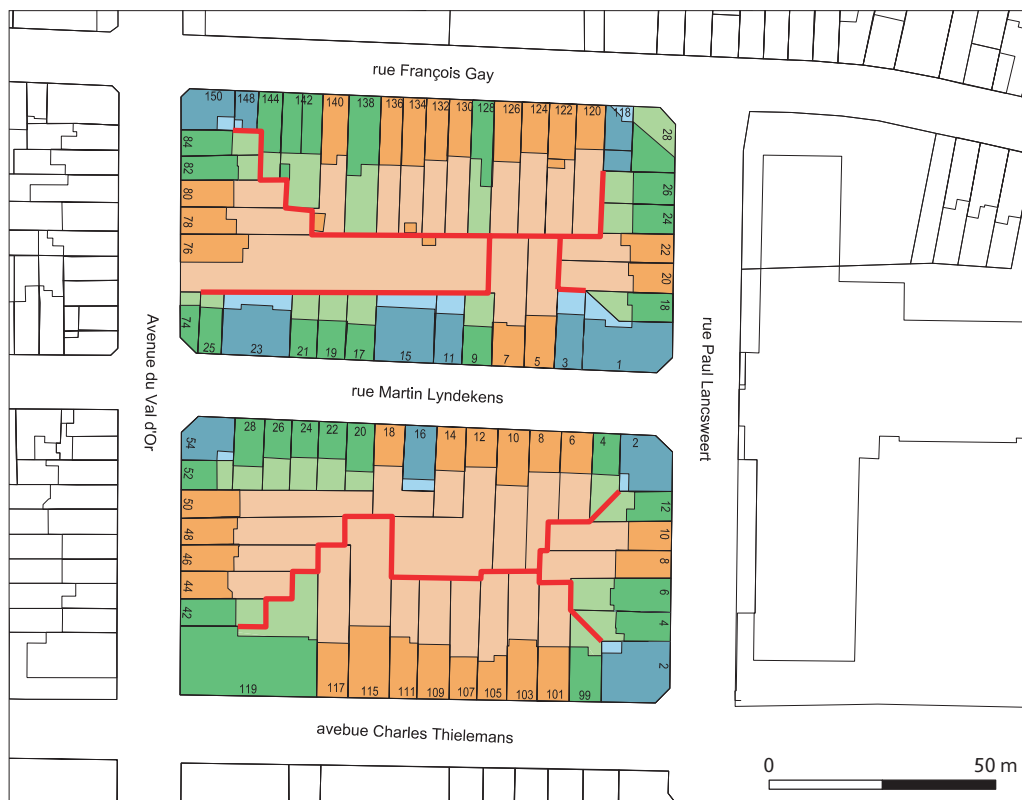 rue François Gay
150 148 144 142 140 138 136 134 132 130 128 126 124 122 120 118
28
84
82
26
80
24
78
22
76
20
18
74
25 23 21 19 17 15 11 9 7 5 3 1
Avenue du Val d'Or
rue Paul Lancsweert
rue Martin Lyndekens
54
28 26 24 22 20 18 16 14 12 10 8 6 4 2
52
50
12
48
10
46
8
44
6
42
4
2
119 117 115 111 109 107 105 103 101 99
avebue Charles Thielemans
0 50 m